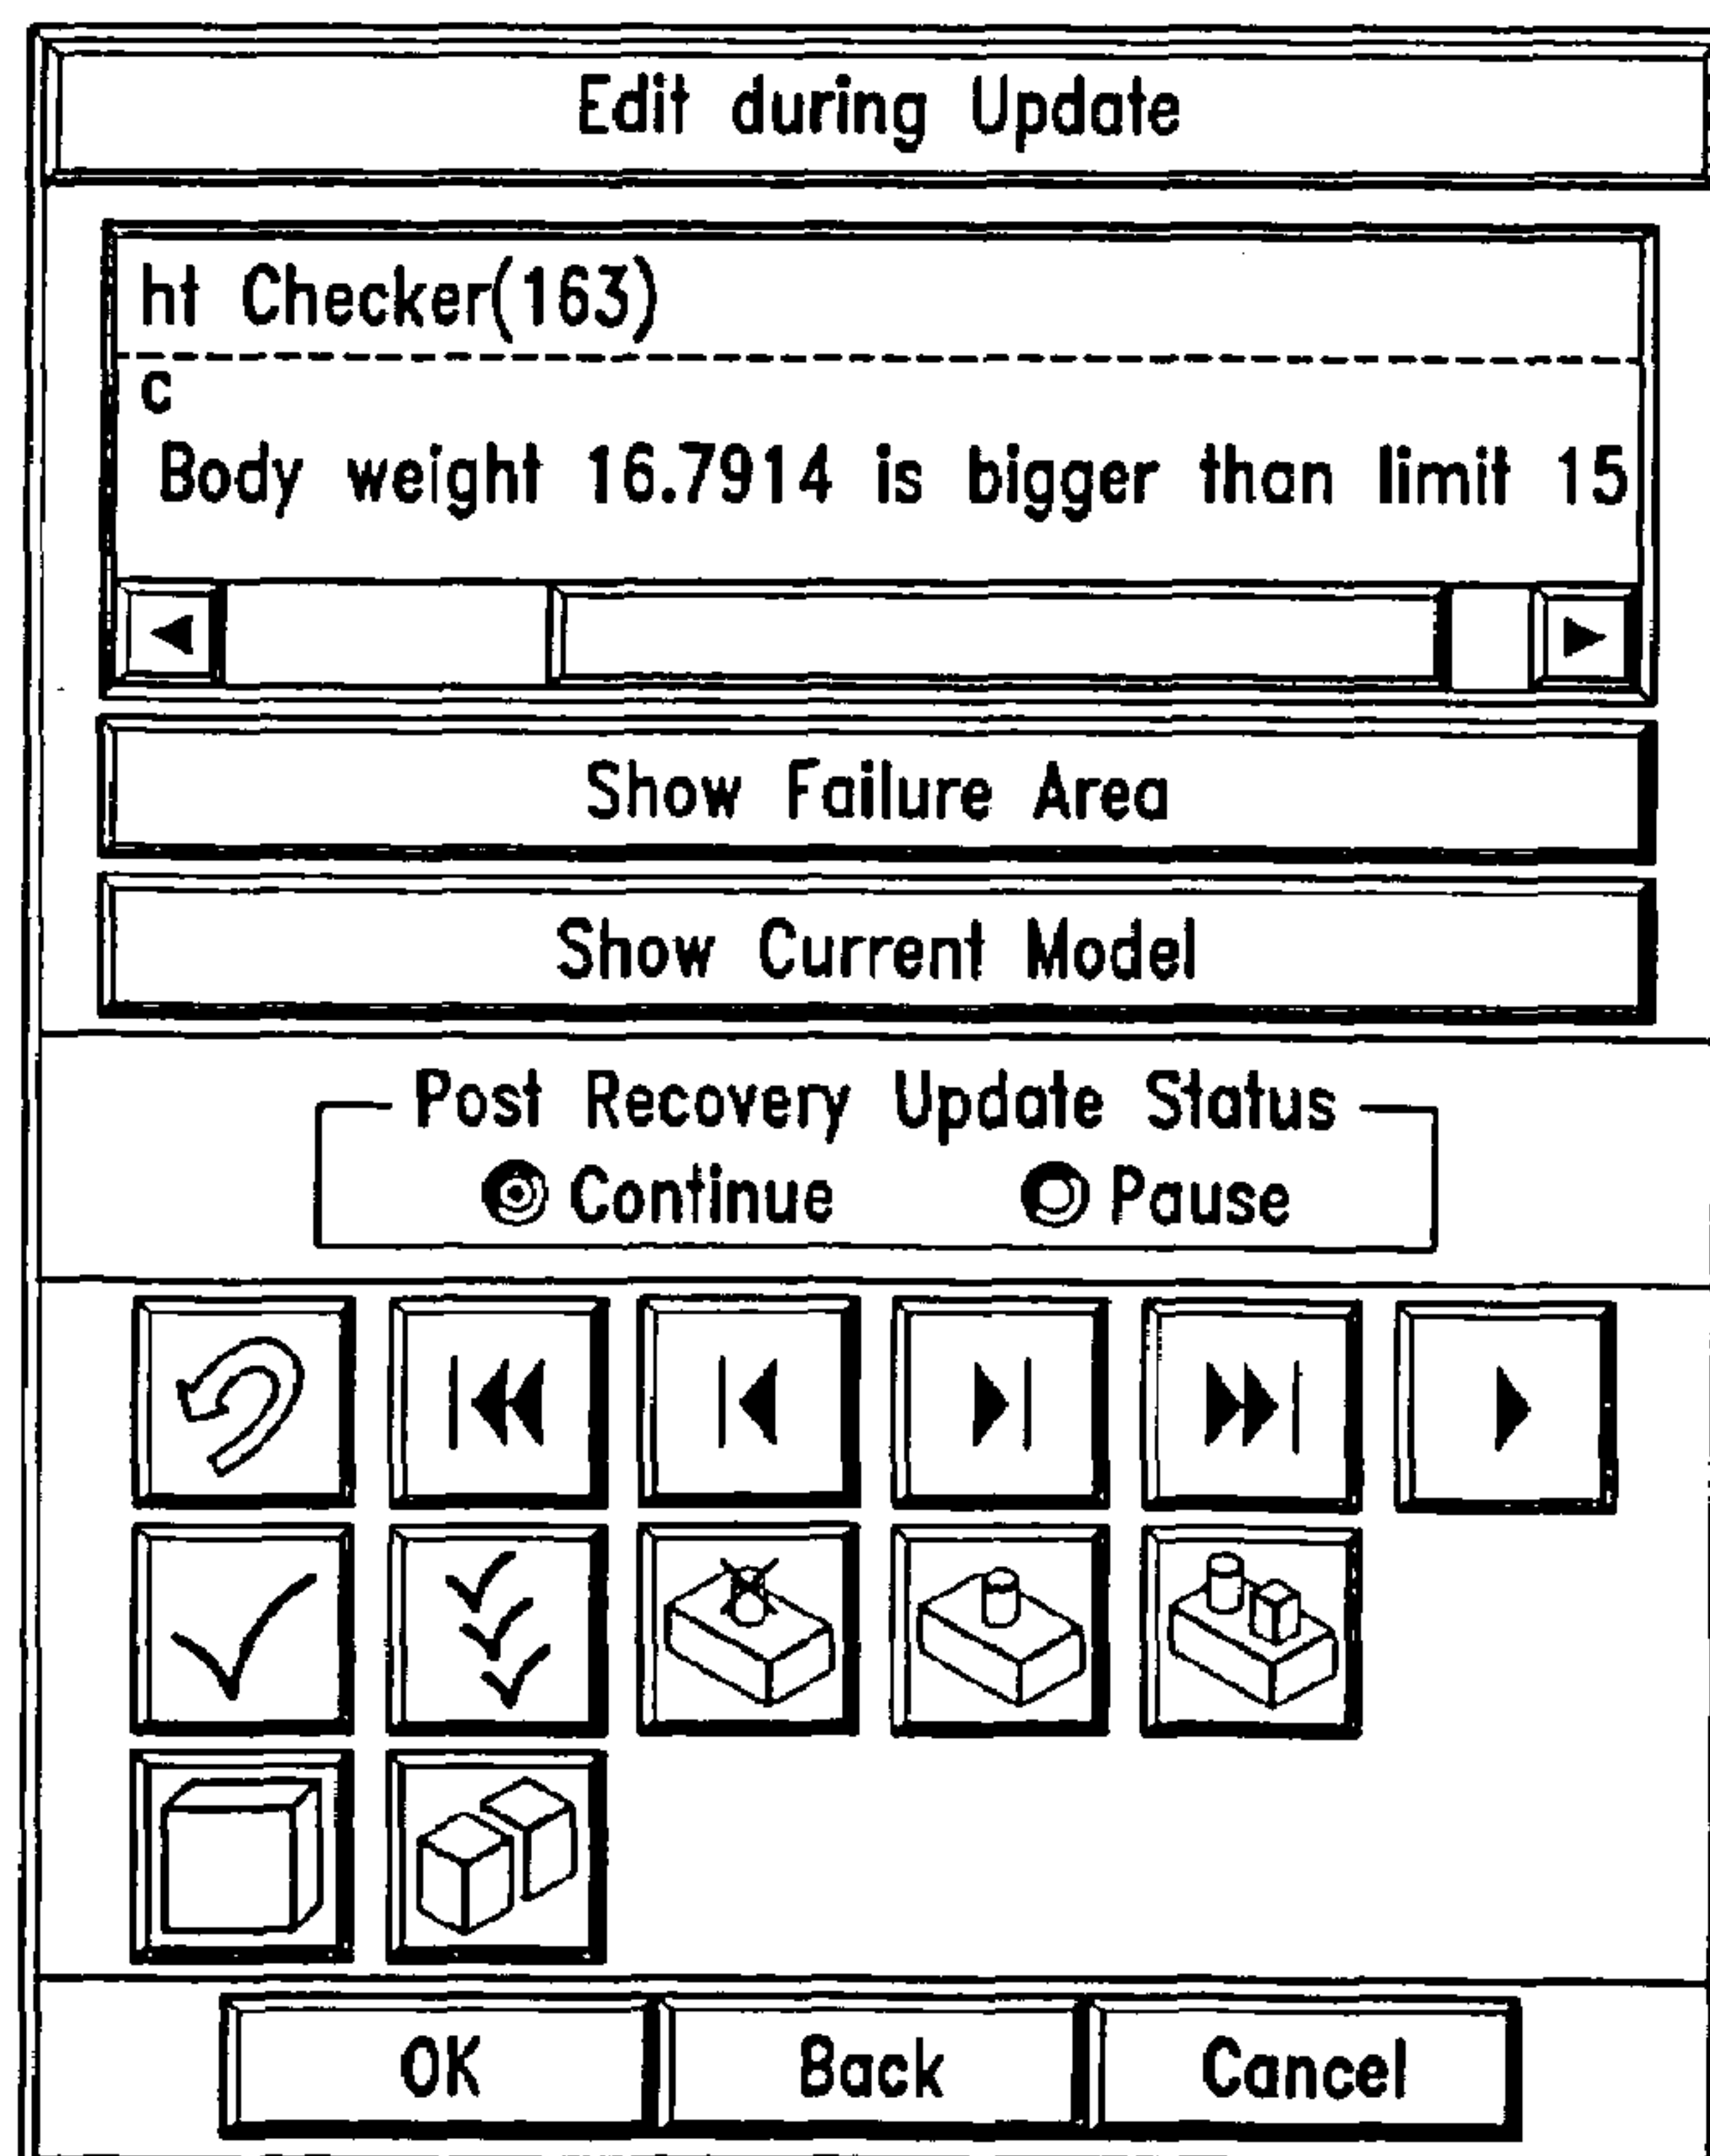 Edit during Update
ht Checker(163)
c
Body weight 16.7914 is bigger than limit 15
Show Failure Area
Show Current Model
Post Recovery Update Status
Continue Pause
OK Back Cancel